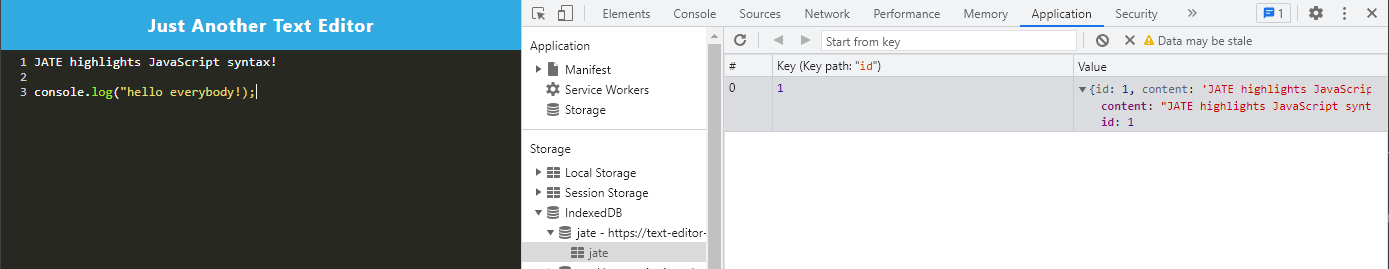 Just Another Text Editor
1 JATE highlights JavaScript syntax!
2
3 console.log("hello everybody!);
Elements Console Sources Network Performance Memory Application Security » 1
Application
Manifest
Service Workers
Storage
Storage
Local Storage
Session Storage
IndexedDB
jate - https://text-editor-
jate
Start from key Data may be stale
# Key (Key path: "id") Value
0 1 {id: 1, content: 'JATE highlights JavaScrip
content: "JATE highlights JavaScript synt
id: 1